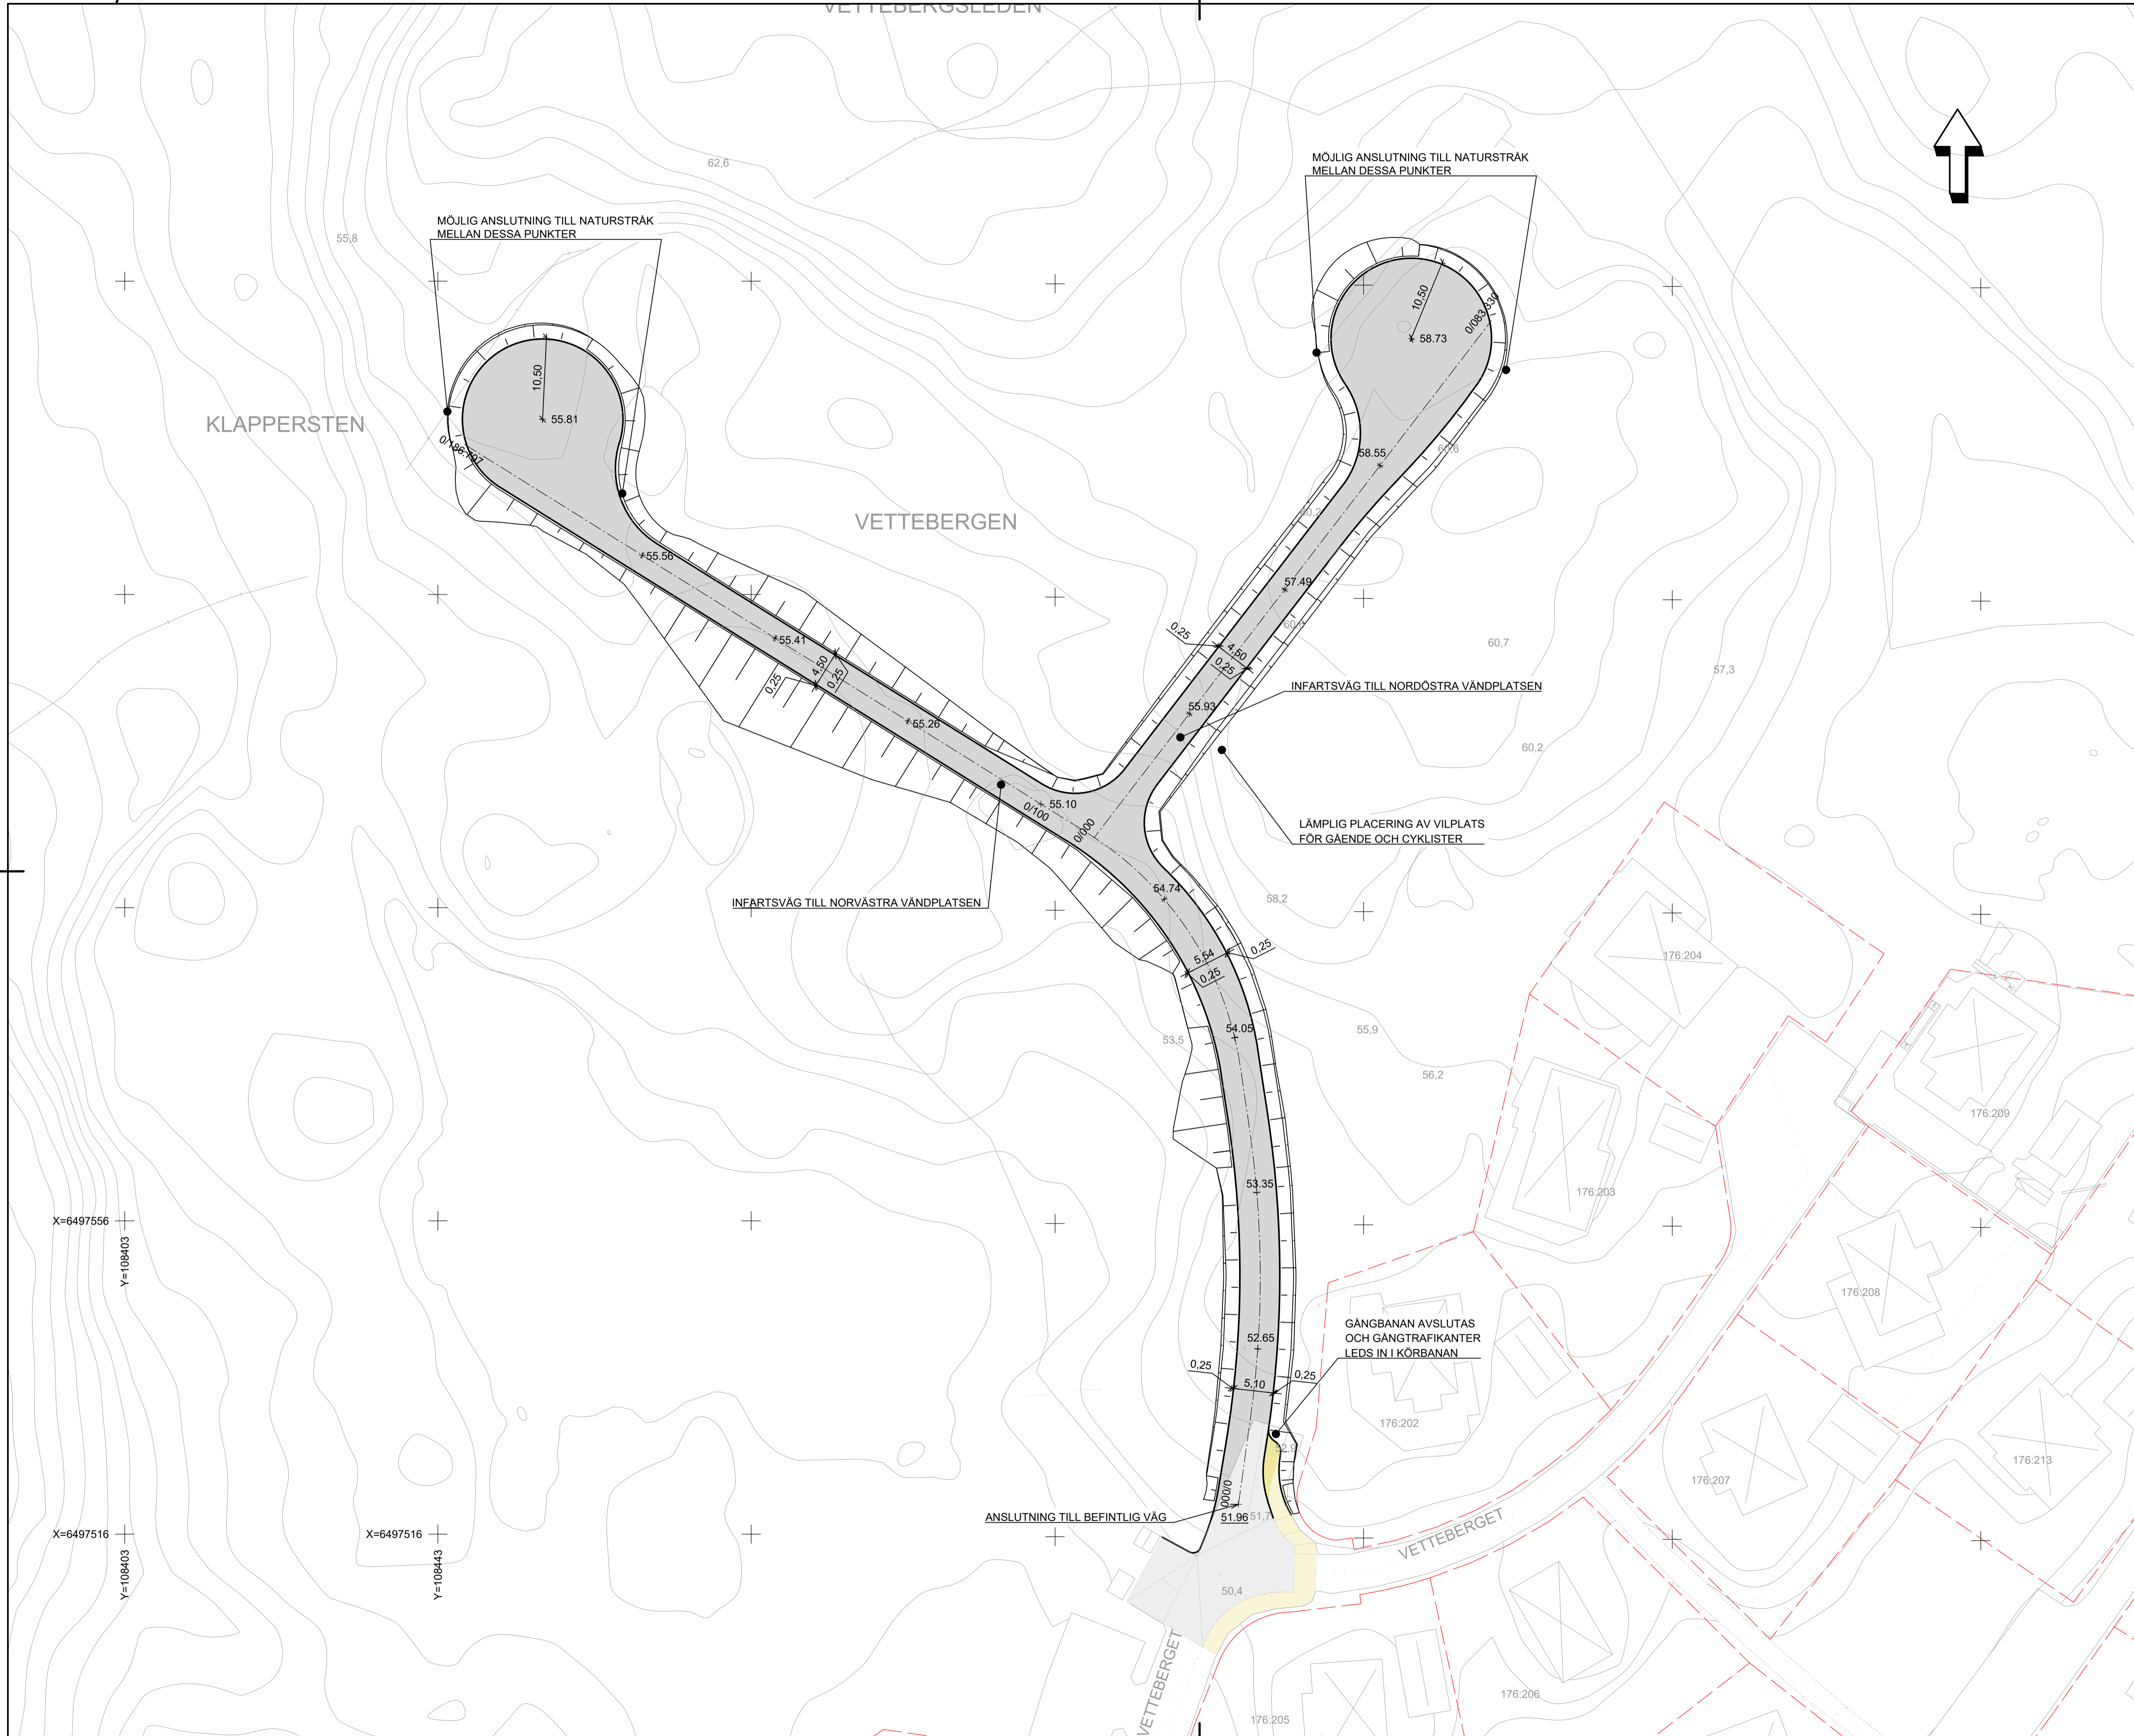 VETTEBERGSLEDEN
62,6
MÖJLIG ANSLUTNING TILL NATURSTRÅK
MELLAN DESSA PUNKTER
MÖJLIG ANSLUTNING TILL NATURSTRÅK
MELLAN DESSA PUNKTER
55,8
10,50
0/083.330
58.73
10,50
55.81
KLAPPERSTEN
0/186.797
58.55
60,6
60,2
VETTEBERGEN
55.56
57.49
0,25
60,7
55.41
4,50
57,3
4,50
0,25
0,25
0,25
INFARTSVÄG TILL NORDÖSTRA VÄNDPLATSEN
55.93
55.26
60,2
55.10
0/100
0/000
LÄMPLIG PLACERING AV VILPLATS
FÖR GÅENDE OCH CYKLISTER
54.74
58,2
INFARTSVÄG TILL NORVÄSTRA VÄNDPLATSEN
0,25
5,54
0,25
176:204
54.05
55,9
53,5
56,2
176:209
53.35
176:203
X=6497556
Y=108403
176:208
GÅNGBANAN AVSLUTAS
OCH GÅNGTRAFIKANTER
LEDS IN I KÖRBANAN
52.65
0,25
5,10
0,25
176:202
52,9
176:213
176:207
0/000
ANSLUTNING TILL BEFINTLIG VÄG
51.96
51,7
VETTEBERGET
X=6497516
Y=108403
X=6497516
Y=108443
50,4
VETTEBERGET
176:206
176:205